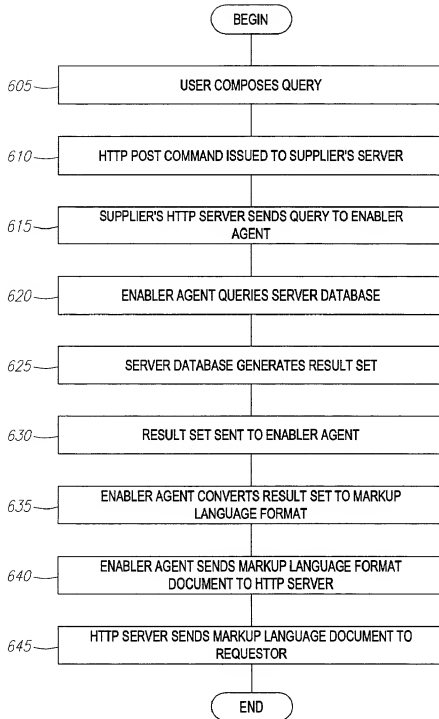 BEGIN
605
USER COMPOSES QUERY
610
HTTP POST COMMAND ISSUED TO SUPPLIER'S SERVER
615
SUPPLIER'S HTTP SERVER SENDS QUERY TO ENABLER
AGENT
620
ENABLER AGENT QUERIES SERVER DATABASE
625
SERVER DATABASE GENERATES RESULT SET
630
RESULT SET SENT TO ENABLER AGENT
635
ENABLER AGENT CONVERTS RESULT SET TO MARKUP
LANGUAGE FORMAT
640
ENABLER AGENT SENDS MARKUP LANGUAGE FORMAT
DOCUMENT TO HTTP SERVER
645
HTTP SERVER SENDS MARKUP LANGUAGE DOCUMENT TO
REQUESTOR
END